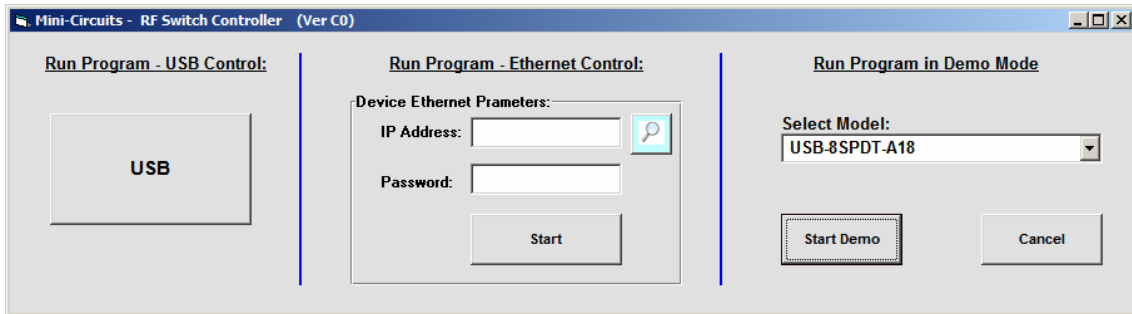 Mini-Circuits - RF Switch Controller (Ver C0)
Run Program - USB Control:
USB
Run Program - Ethernet Control:
Device Ethernet Prameters:
IP Address:
Password:
Start
Run Program in Demo Mode
Select Model:
USB-8SPDT-A18
Start Demo
Cancel